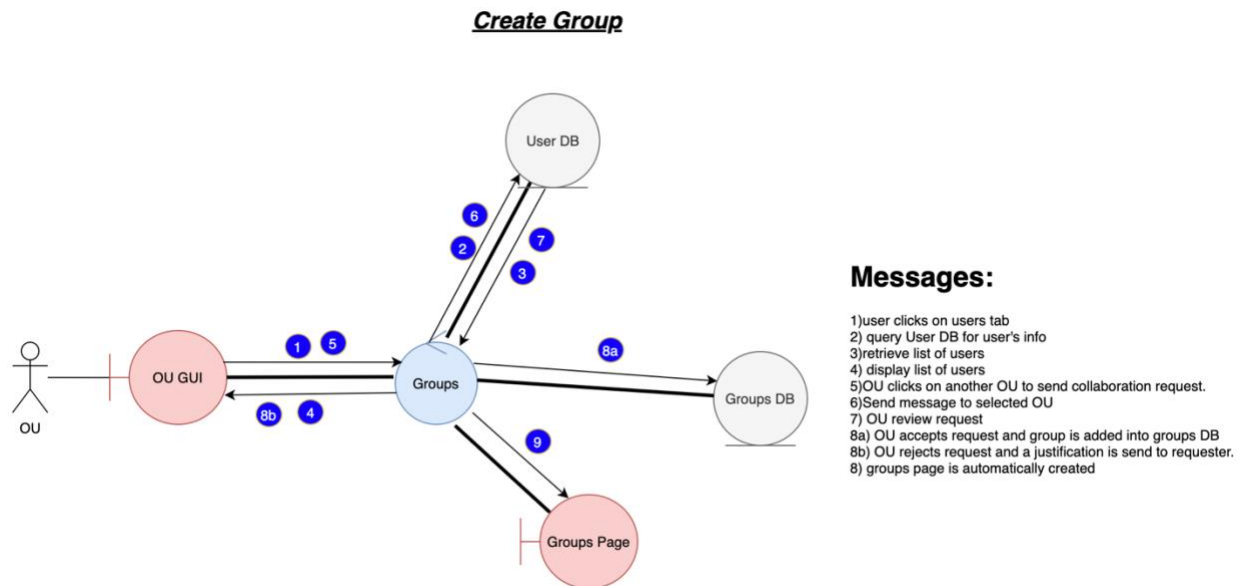 Create Group
User DB
6
2
7
3
1
5
8a
OU GUI
Groups
Groups DB
8b
4
OU
9
Groups Page
Messages:
1)user clicks on users tab
2) query User DB for user's info
3)retrieve list of users
4) display list of users
5)OU clicks on another OU to send collaboration request.
6)Send message to selected OU
7) OU review request
8a) OU accepts request and group is added into groups DB
8b) OU rejects request and a justification is send to requester.
8) groups page is automatically created